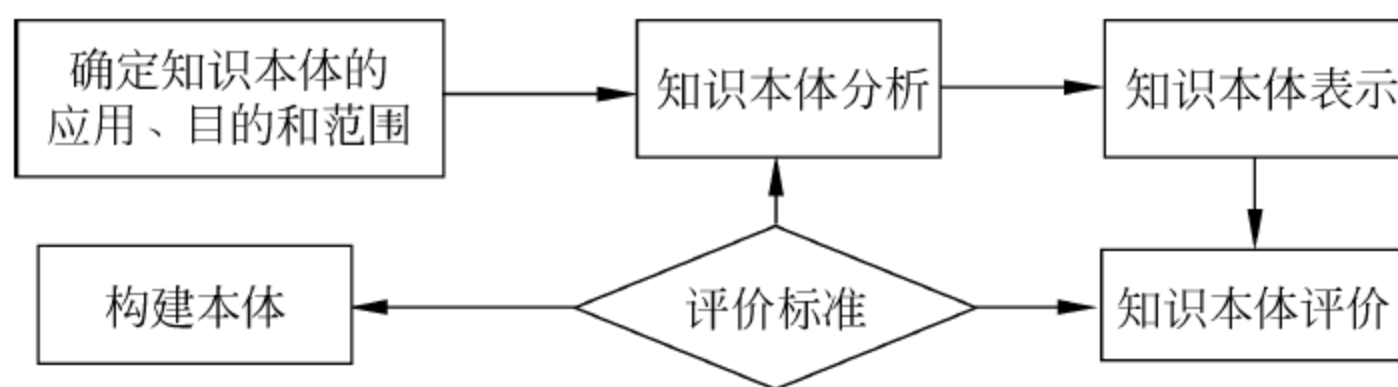 确定知识本体的
应用、目的和范围
知识本体分析
知识本体表示
构建本体
评价标准
知识本体评价